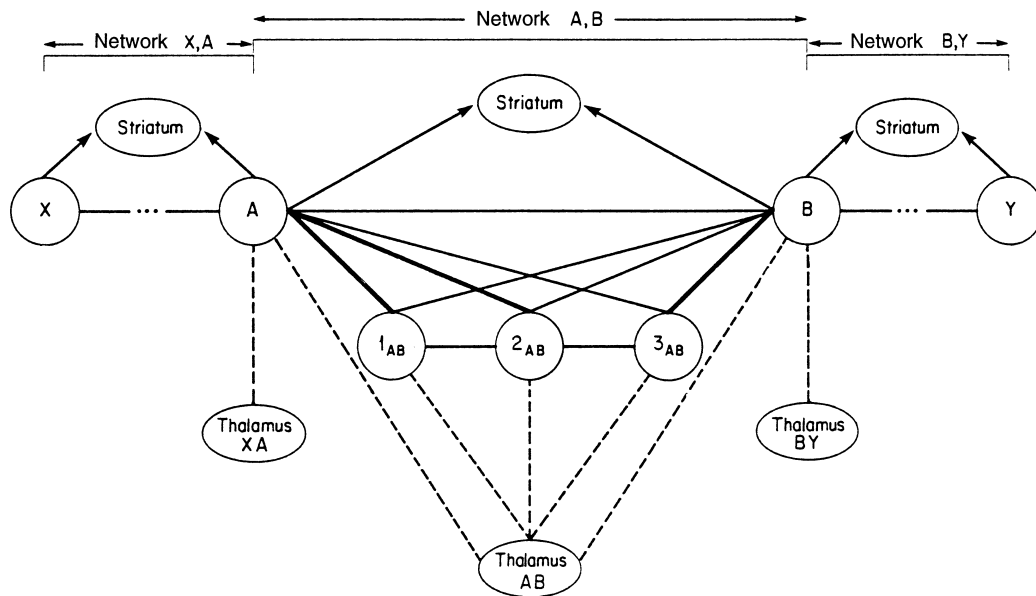 Network A,B
Network X,A
Network B,Y
Striatum
Striatum
Striatum
X
...
A
B
...
Y
1AB
2AB
3AB
Thalamus
XA
Thalamus
BY
Thalamus
AB